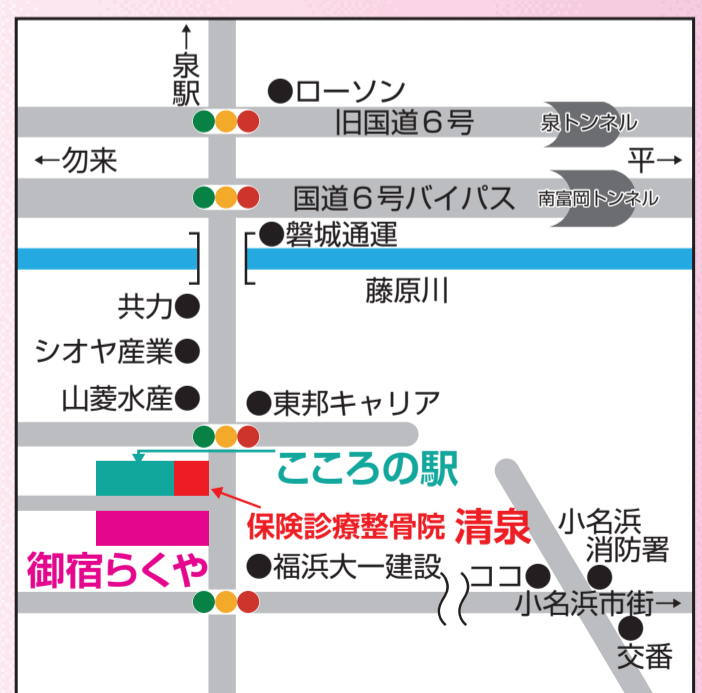 ↑
泉駅
●ローソン
旧国道6号
泉トンネル
←勿来
平→
国道6号バイパス
南富岡トンネル
●磐城通運
藤原川
共力●
シオヤ産業●
山菱水産●
●東邦キャリア
こころの駅
保険診療整骨院 清泉
御宿らくや
●福浜大一建設
ココ●
小名浜
消防署
小名浜市街→
交番